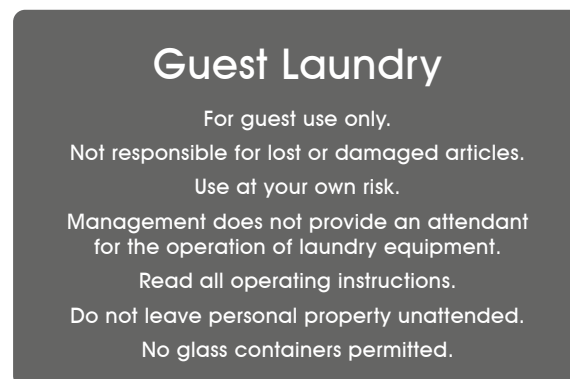 Guest Laundry
For guest use only.
Not responsible for lost or damaged articles.
Use at your own risk.
Management does not provide an attendant
for the operation of laundry equipment.
Read all operating instructions.
Do not leave personal property unattended.
No glass containers permitted.